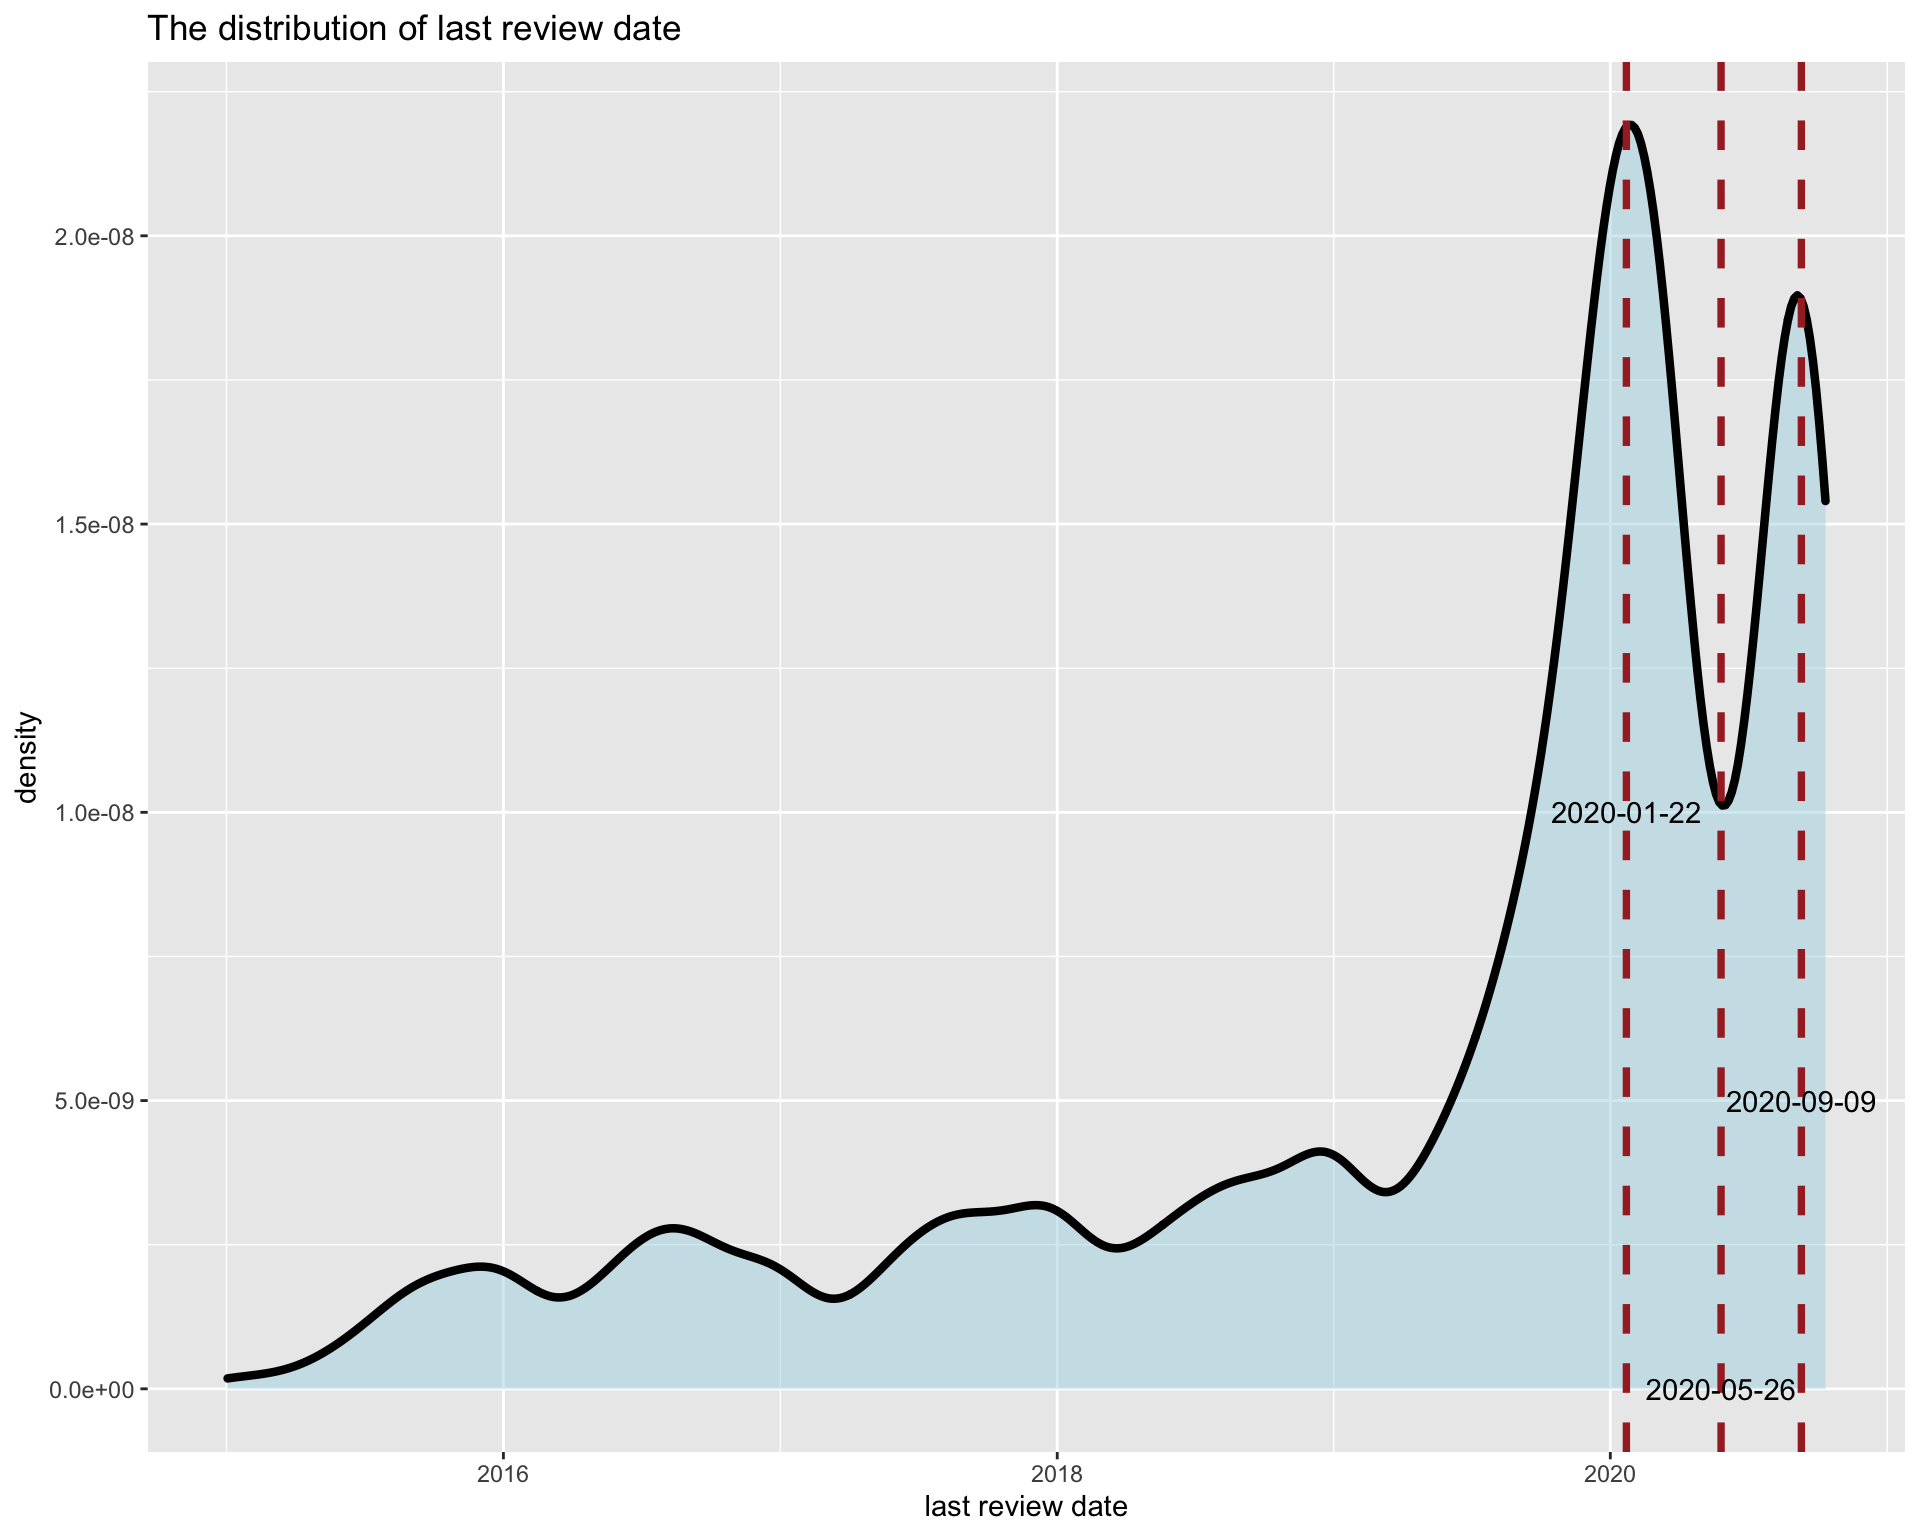 The distribution of last review date
density
2.0e-08
1.5e-08
1.0e-08
5.0e-09
0.0e+00
2020-01-22
2020-09-09
2020-05-26
2016
2018
2020
last review date